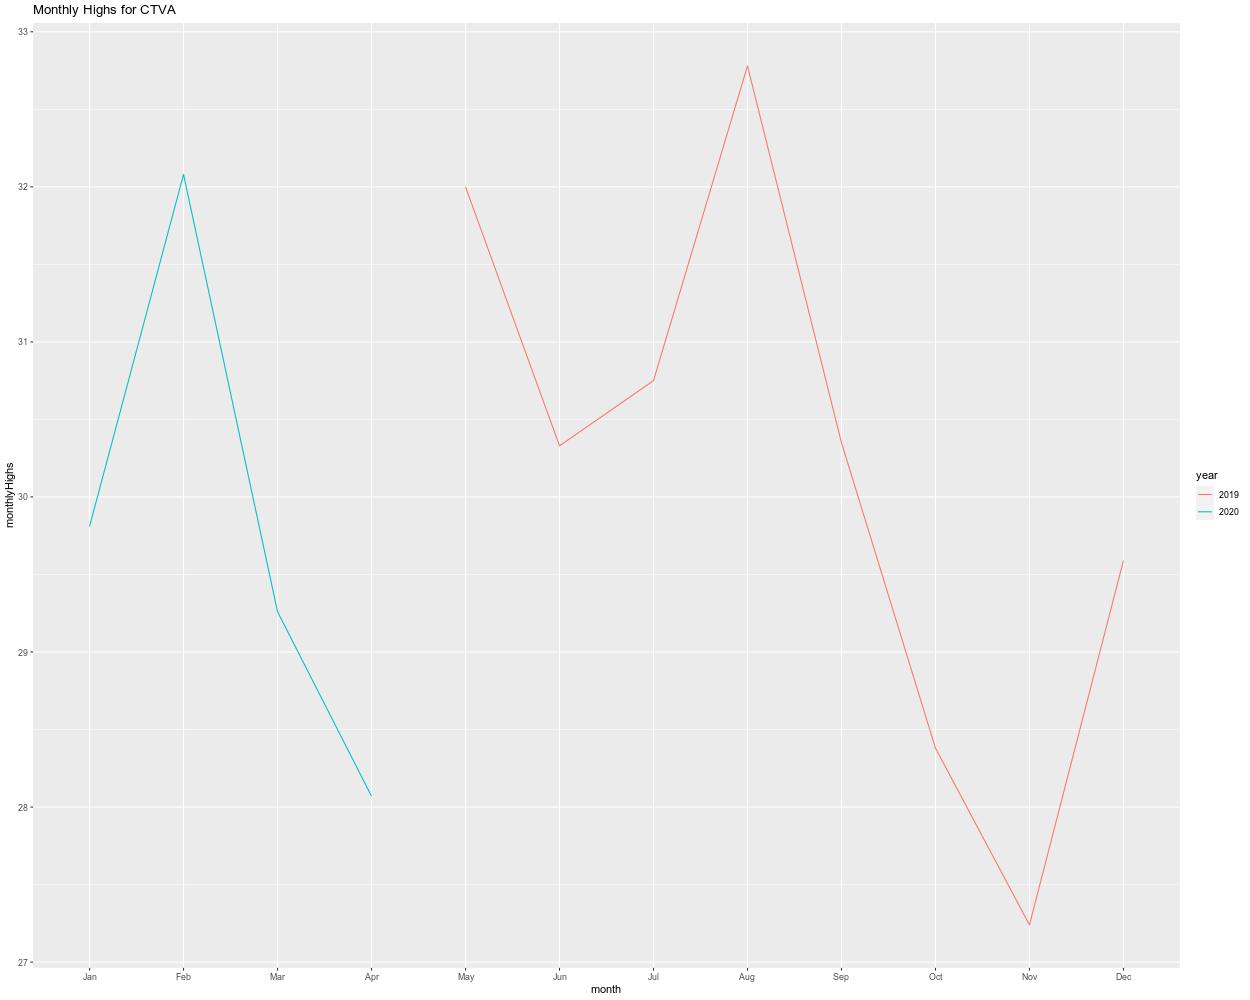 Monthly Highs for CTVA
33
32
31
30
29
28
27
monthlyHighs
Jan Feb Mar Apr May Jun Jul Aug Sep Oct Nov Dec
month
year
2019
2020